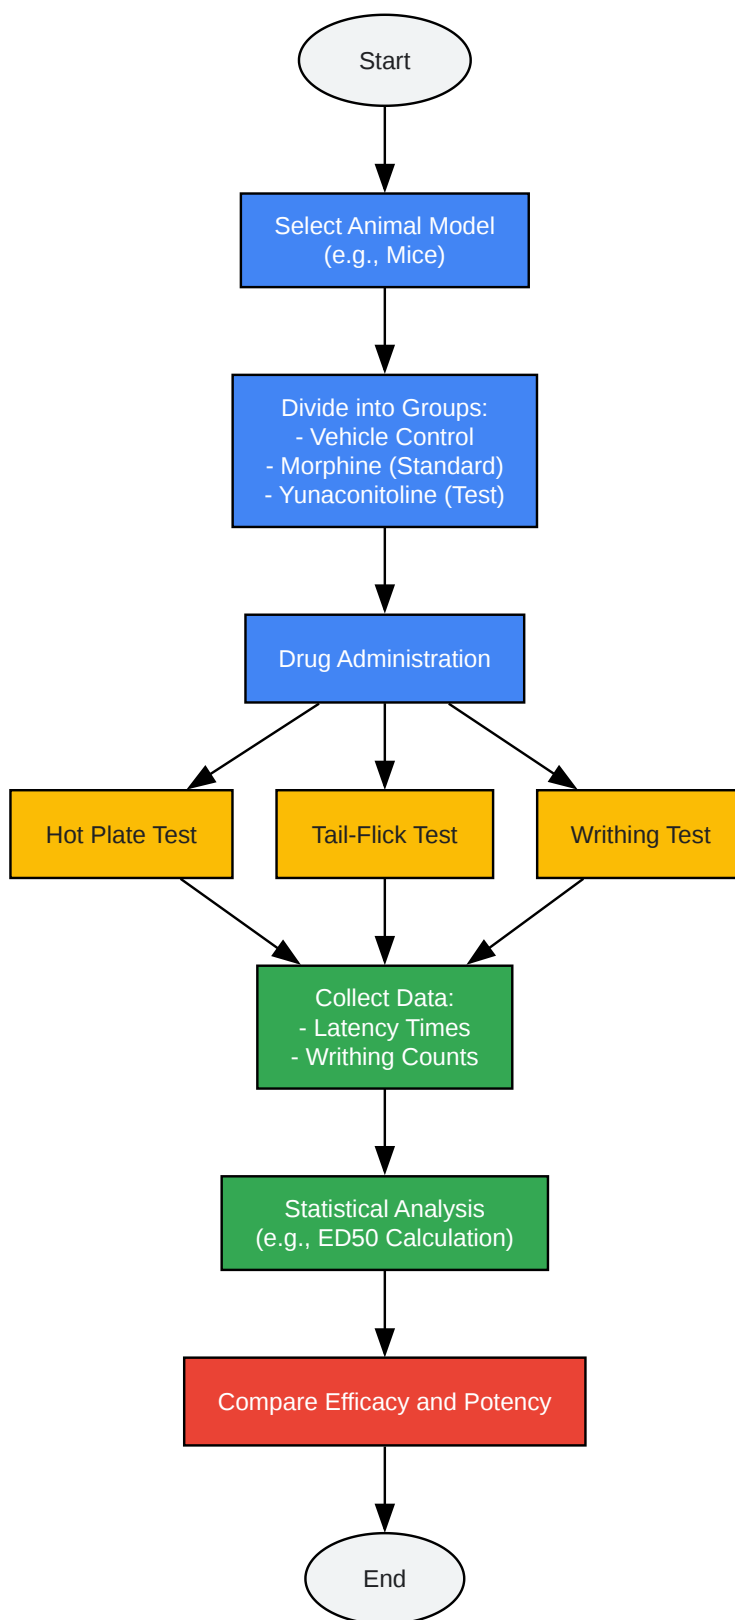 Start
Select Animal Model
(e.g., Mice)
Divide into Groups:
- Vehicle Control
- Morphine (Standard)
- Yunaconitoline (Test)
Drug Administration
Hot Plate Test
Tail-Flick Test
Writhing Test
Collect Data:
- Latency Times
- Writhing Counts
Statistical Analysis
(e.g., ED50 Calculation)
Compare Efficacy and Potency
End